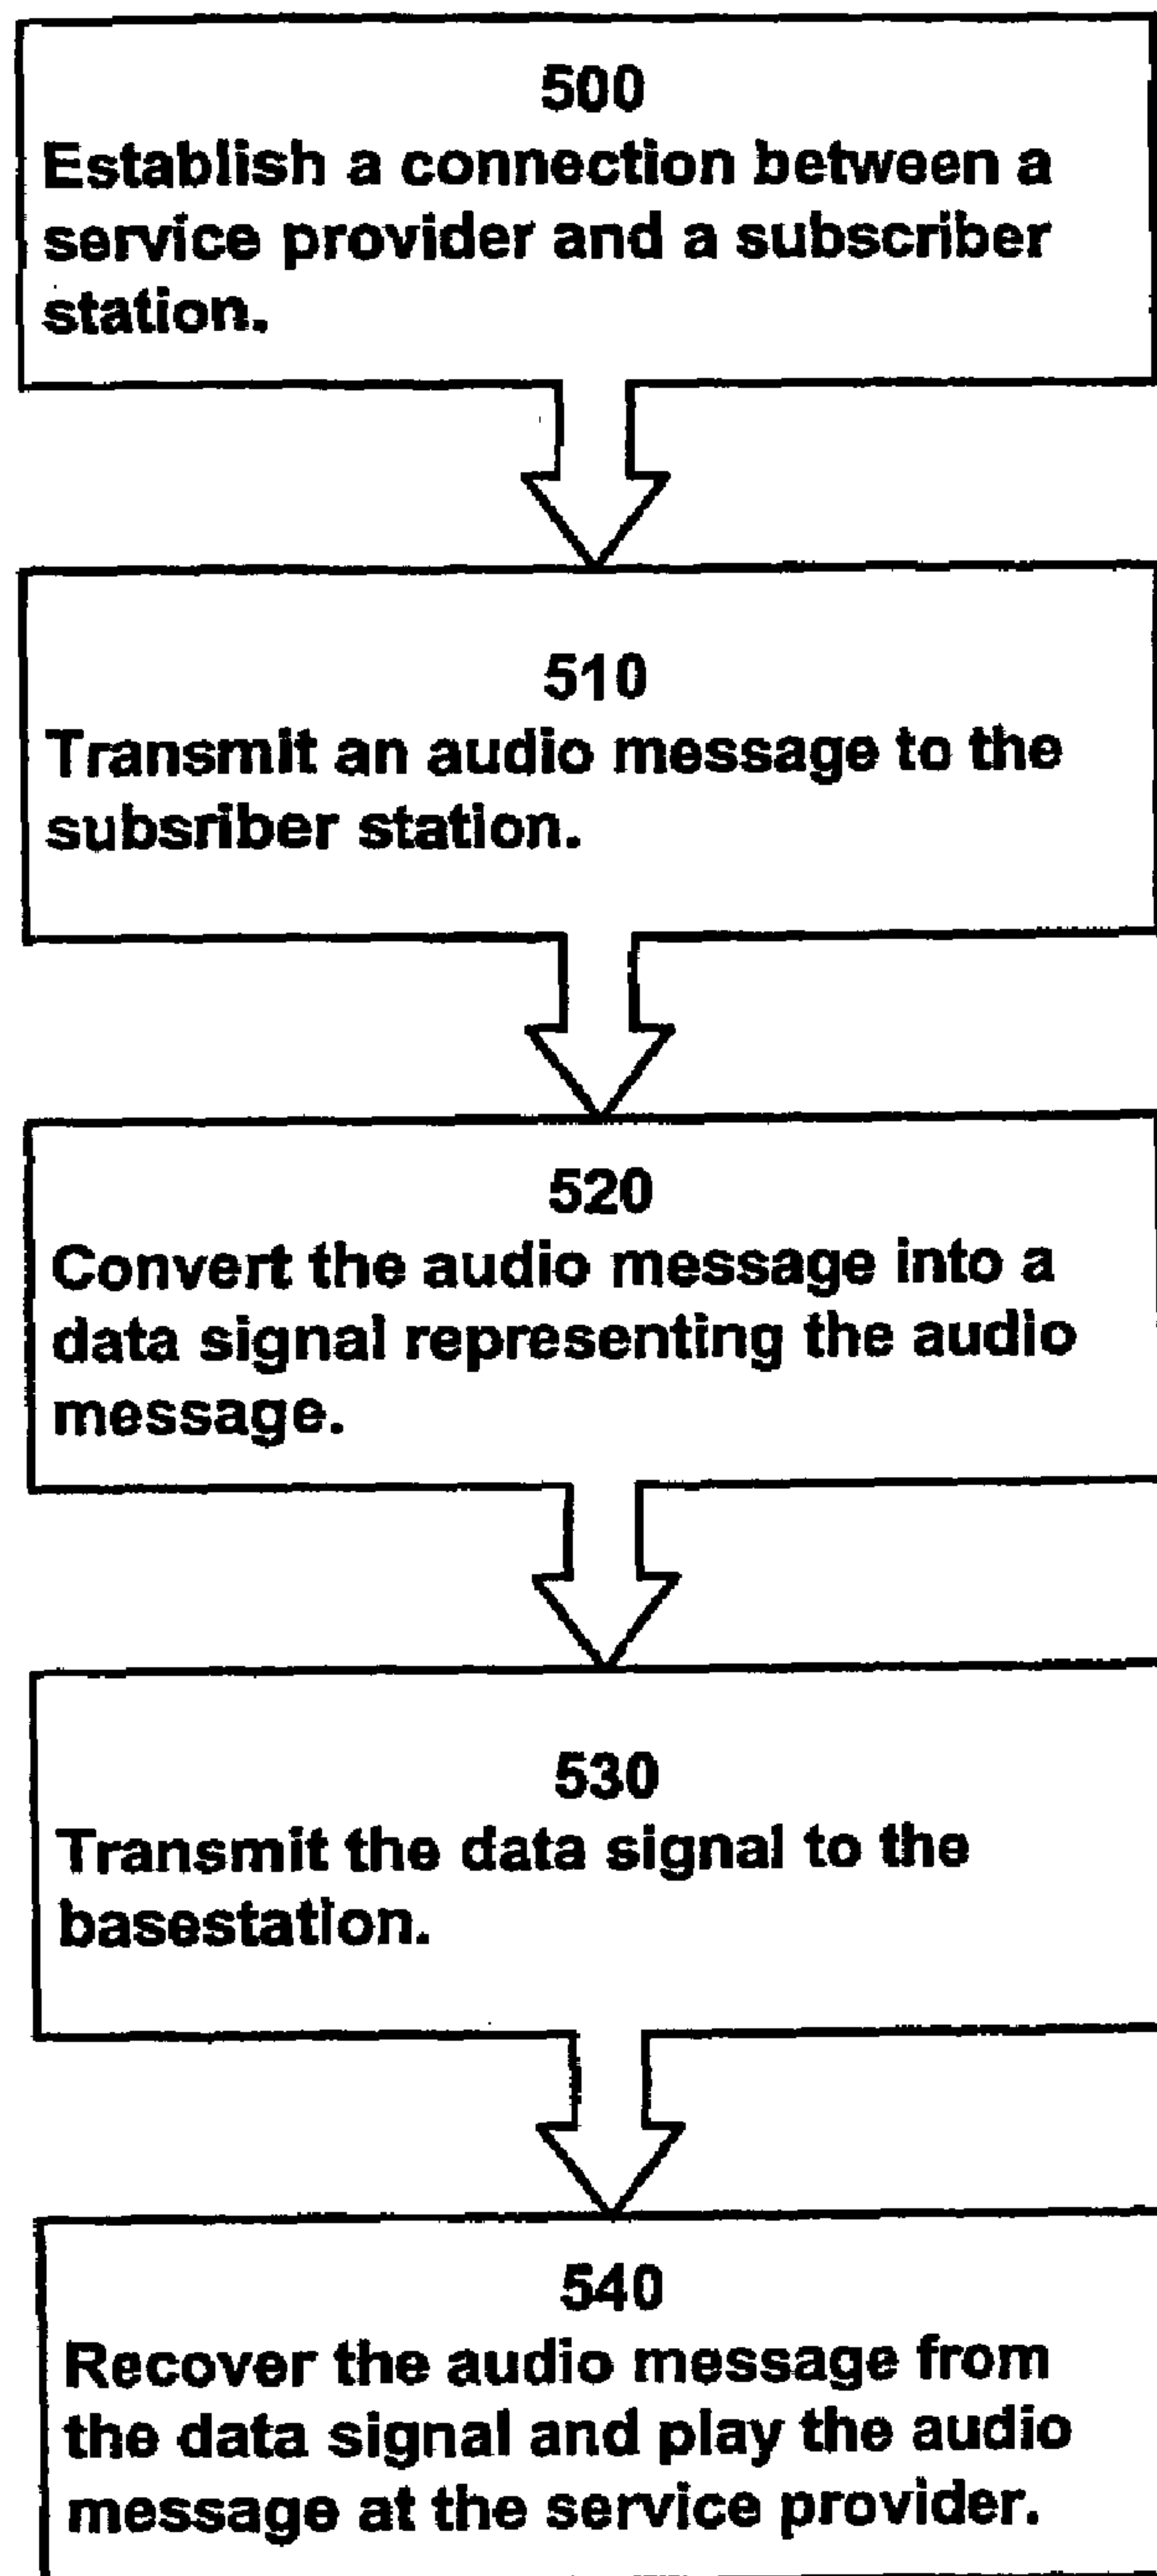 500
Establish a connection between a
service provider and a subscriber
station.
510
Transmit an audio message to the
subsriber station.
520
Convert the audio message into a
data signal representing the audio
message.
530
Transmit the data signal to the
basestation.
540
Recover the audio message from
the data signal and play the audio
message at the service provider.